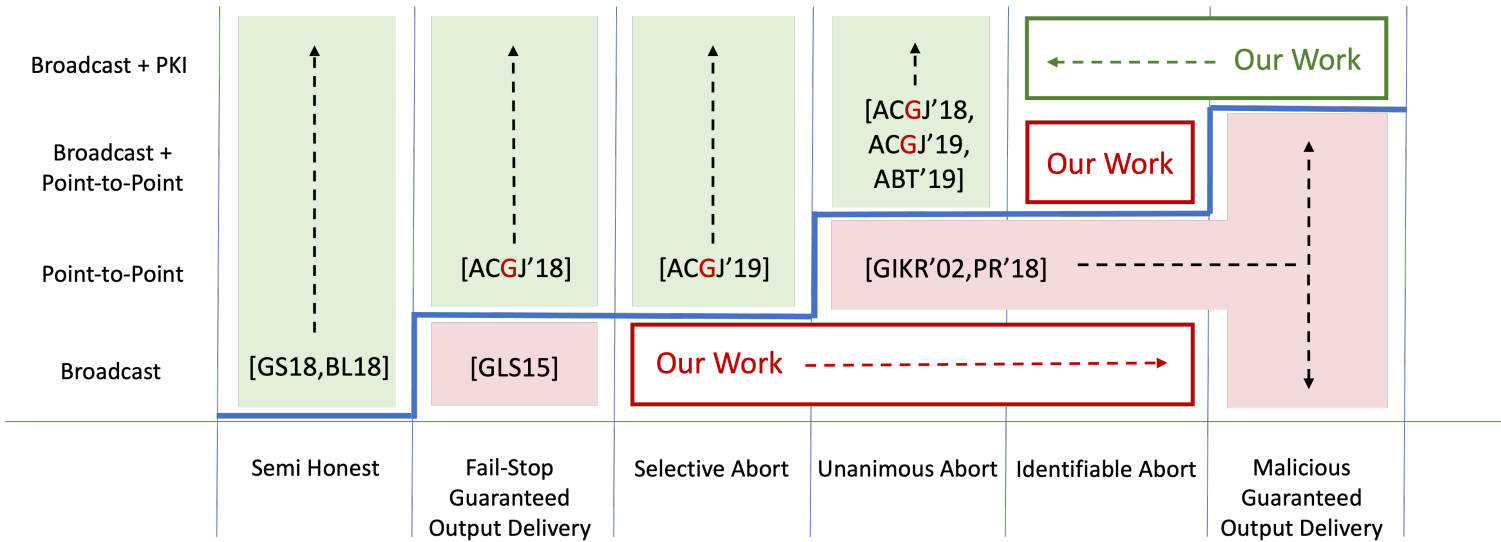 Broadcast + PKI
Our Work
[ACGJ'18,
ACGJ'19,
ABT'19]
Broadcast +
Point-to-Point
Our Work
Point-to-Point
[ACGJ'18]
[ACGJ'19]
[GIKR'02,PR'18]
Broadcast
[GS18,BL18]
[GLS15]
Our Work
Semi Honest
Fail-Stop
Guaranteed
Output Delivery
Selective Abort
Unanimous Abort
Identifiable Abort
Malicious
Guaranteed
Output Delivery